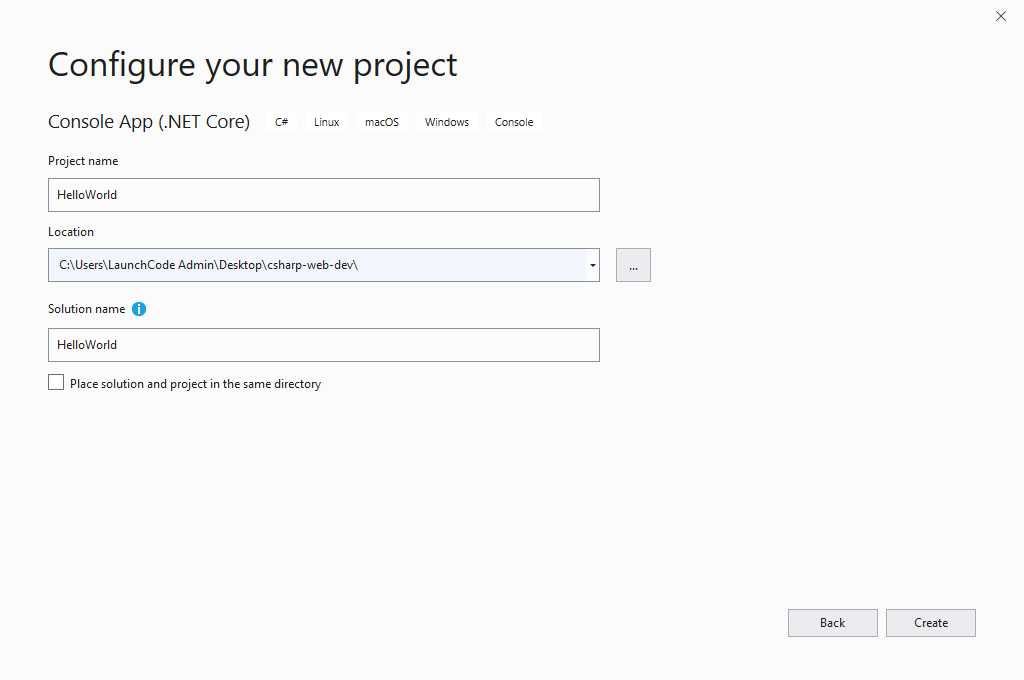 Configure your new project
Console App (.NET Core) C# Linux macOS Windows Console
Project name
HelloWorld
Location
C:\Users\LaunchCode Admin\Desktop\csharp-web-dev\
...
Solution name
HelloWorld
Place solution and project in the same directory
Back Create